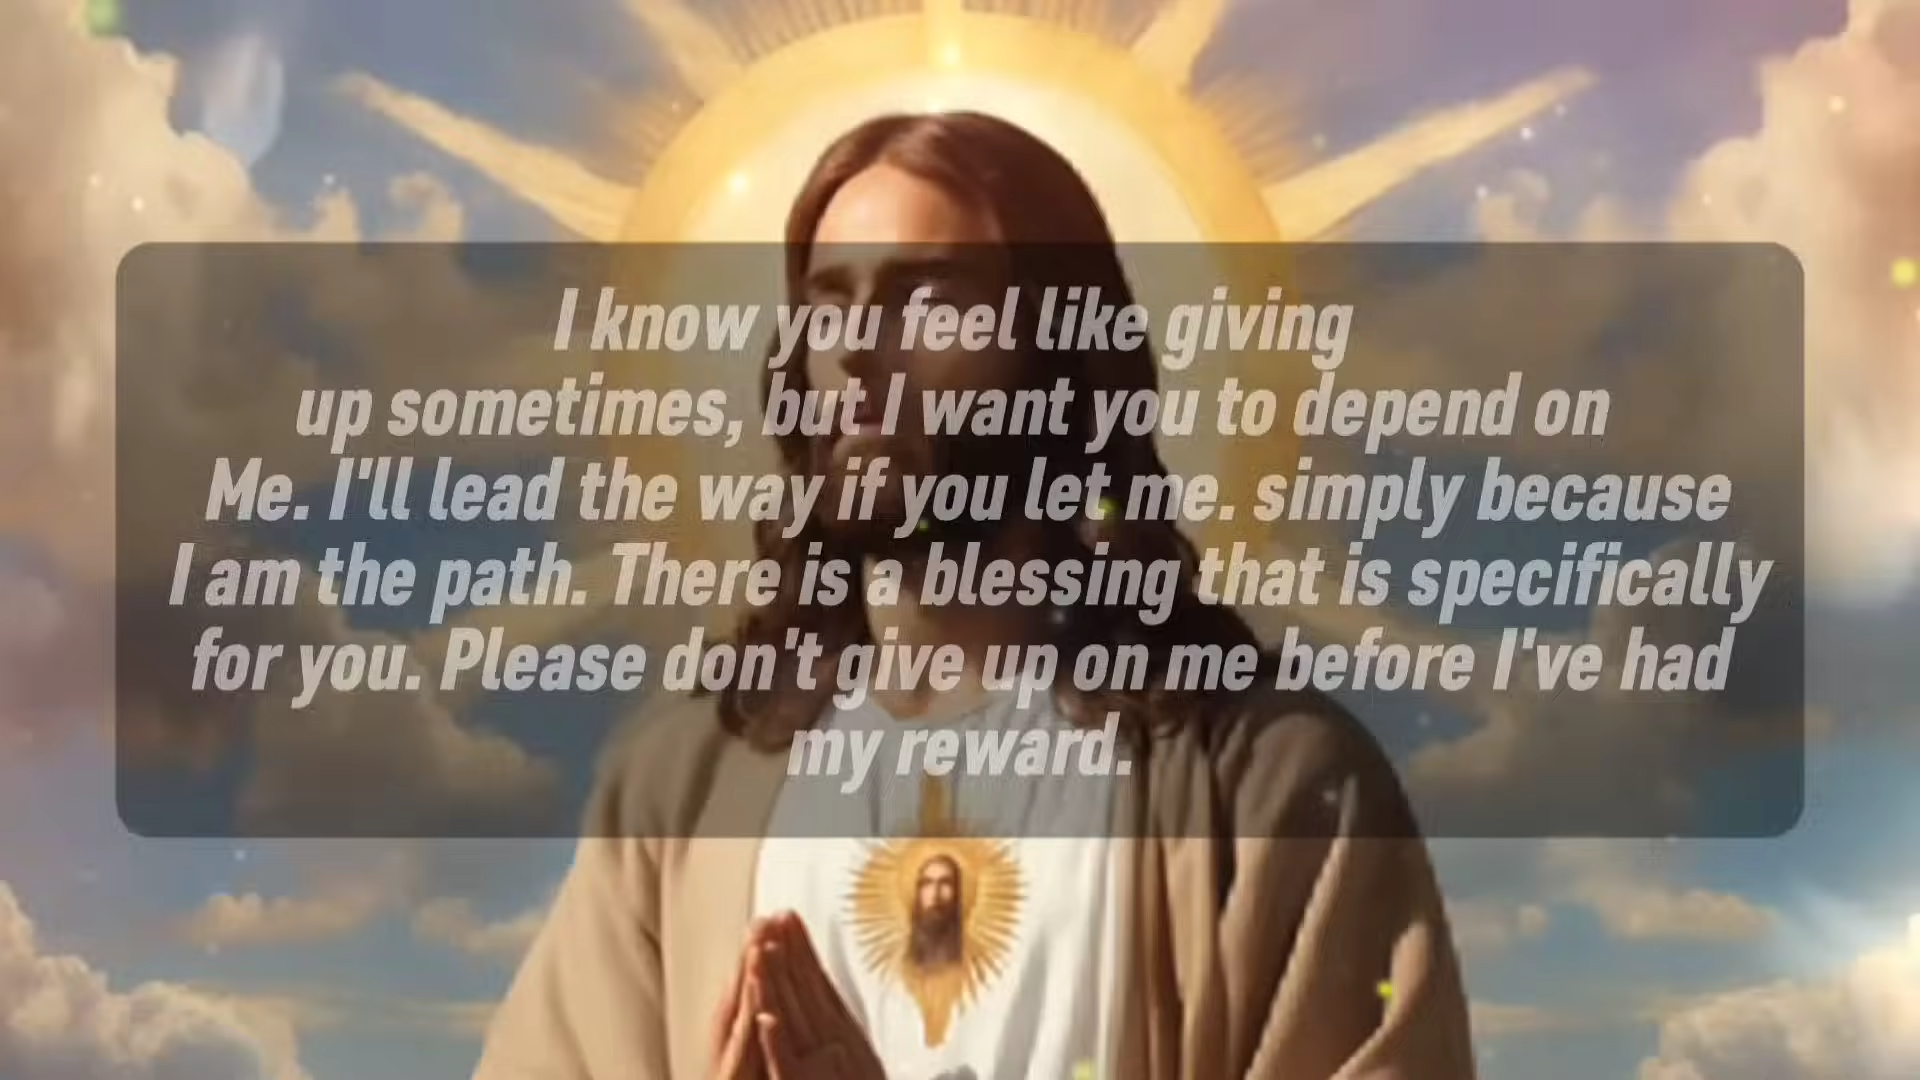 I know you feel like giving
up sometimes, but I want you to depend on
Me. I'll lead the way if you let me. simply because
I am the path. There is a blessing that is specifically
for you. Please don't give up on me before I've had
my reward.